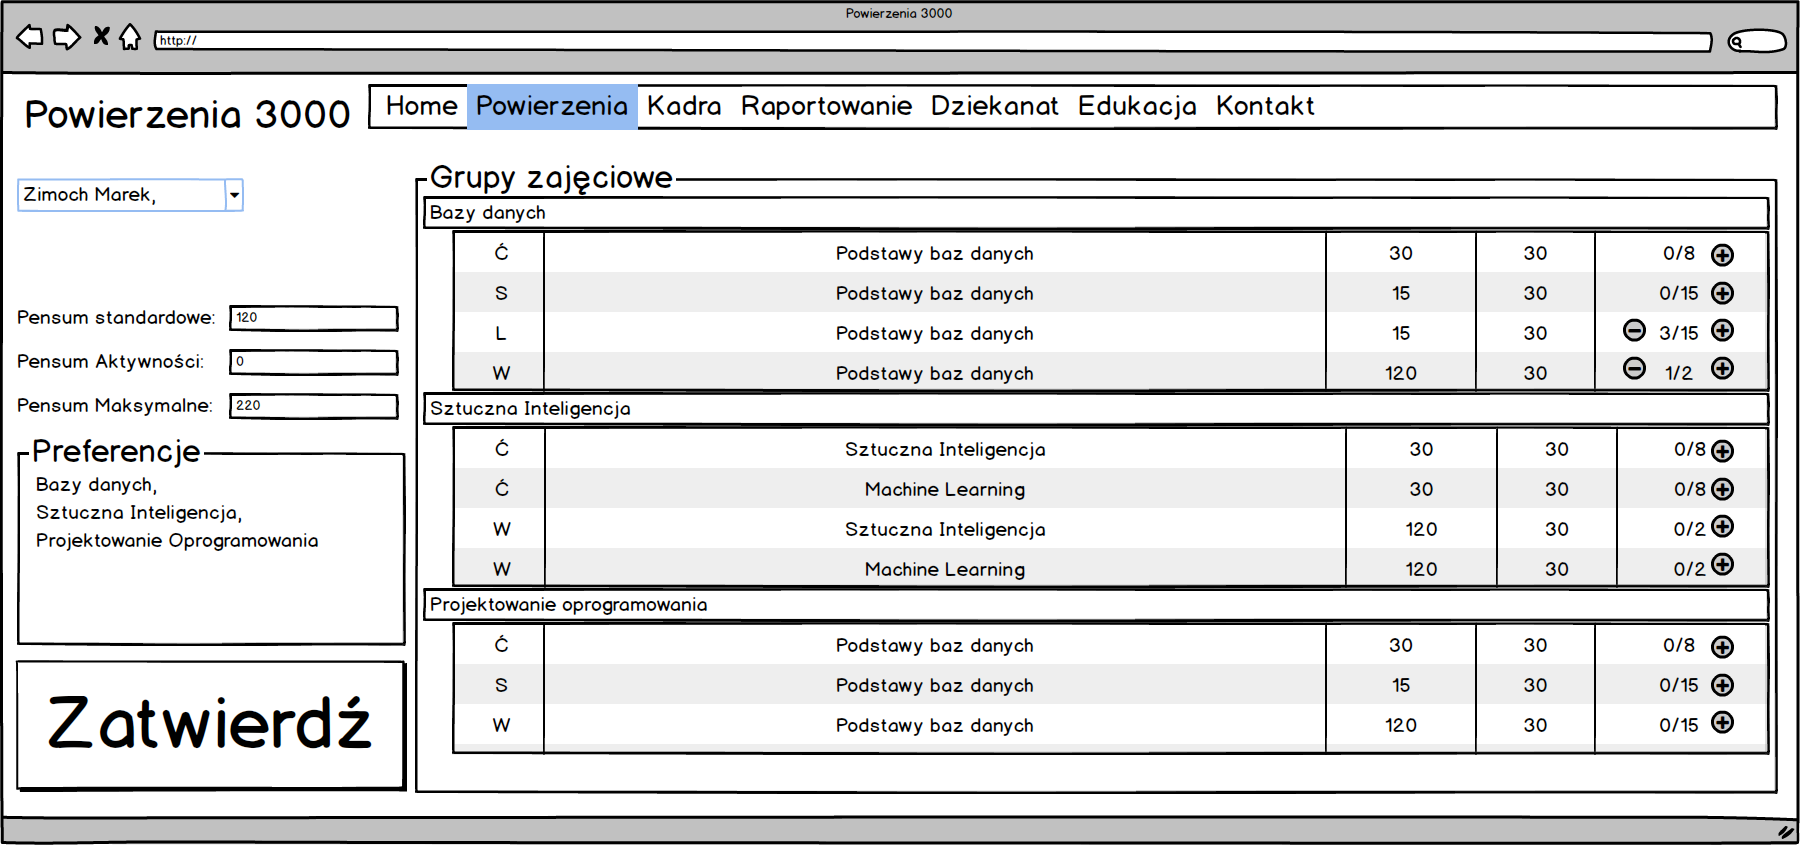 Powierzenia 3000
http://
Powierzenia 3000
Home Powierzenia Kadra Raportowanie Dziekanat Edukacja Kontakt
Zimoch Marek,
Pensum standardowe: 120
Pensum Aktywności: 0
Pensum Maksymalne: 220
Preferencje
Bazy danych,
Sztuczna Inteligencja,
Projektowanie Oprogramowania
Zatwierdź
Grupy zajęciowe
Bazy danych
Ć Podstawy baz danych 30 30 0/8
S Podstawy baz danych 15 30 0/15
L Podstawy baz danych 15 30 3/15
W Podstawy baz danych 120 30 1/2
Sztuczna Inteligencja
Ć Sztuczna Inteligencja 30 30 0/8
Ć Machine Learning 30 30 0/8
W Sztuczna Inteligencja 120 30 0/2
W Machine Learning 120 30 0/2
Projektowanie oprogramowania
Ć Podstawy baz danych 30 30 0/8
S Podstawy baz danych 15 30 0/15
W Podstawy baz danych 120 30 0/15